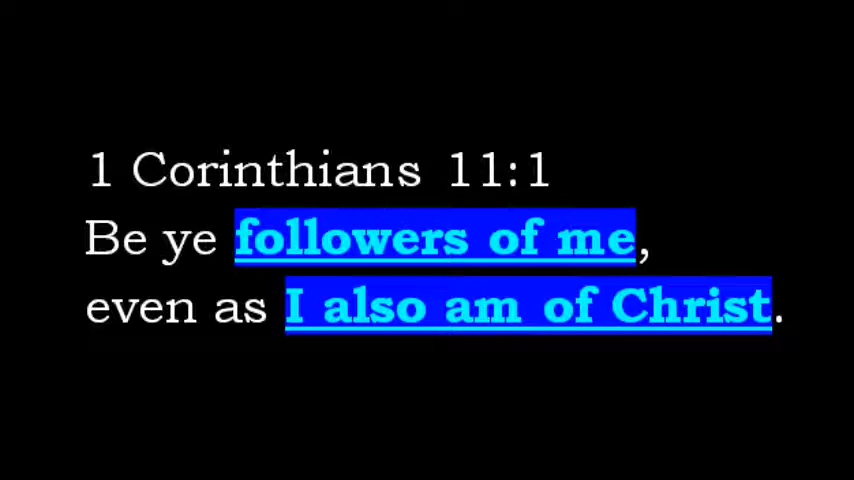 1 Corinthians 11:1
Be ye followers of me,
even as I also am of Christ.